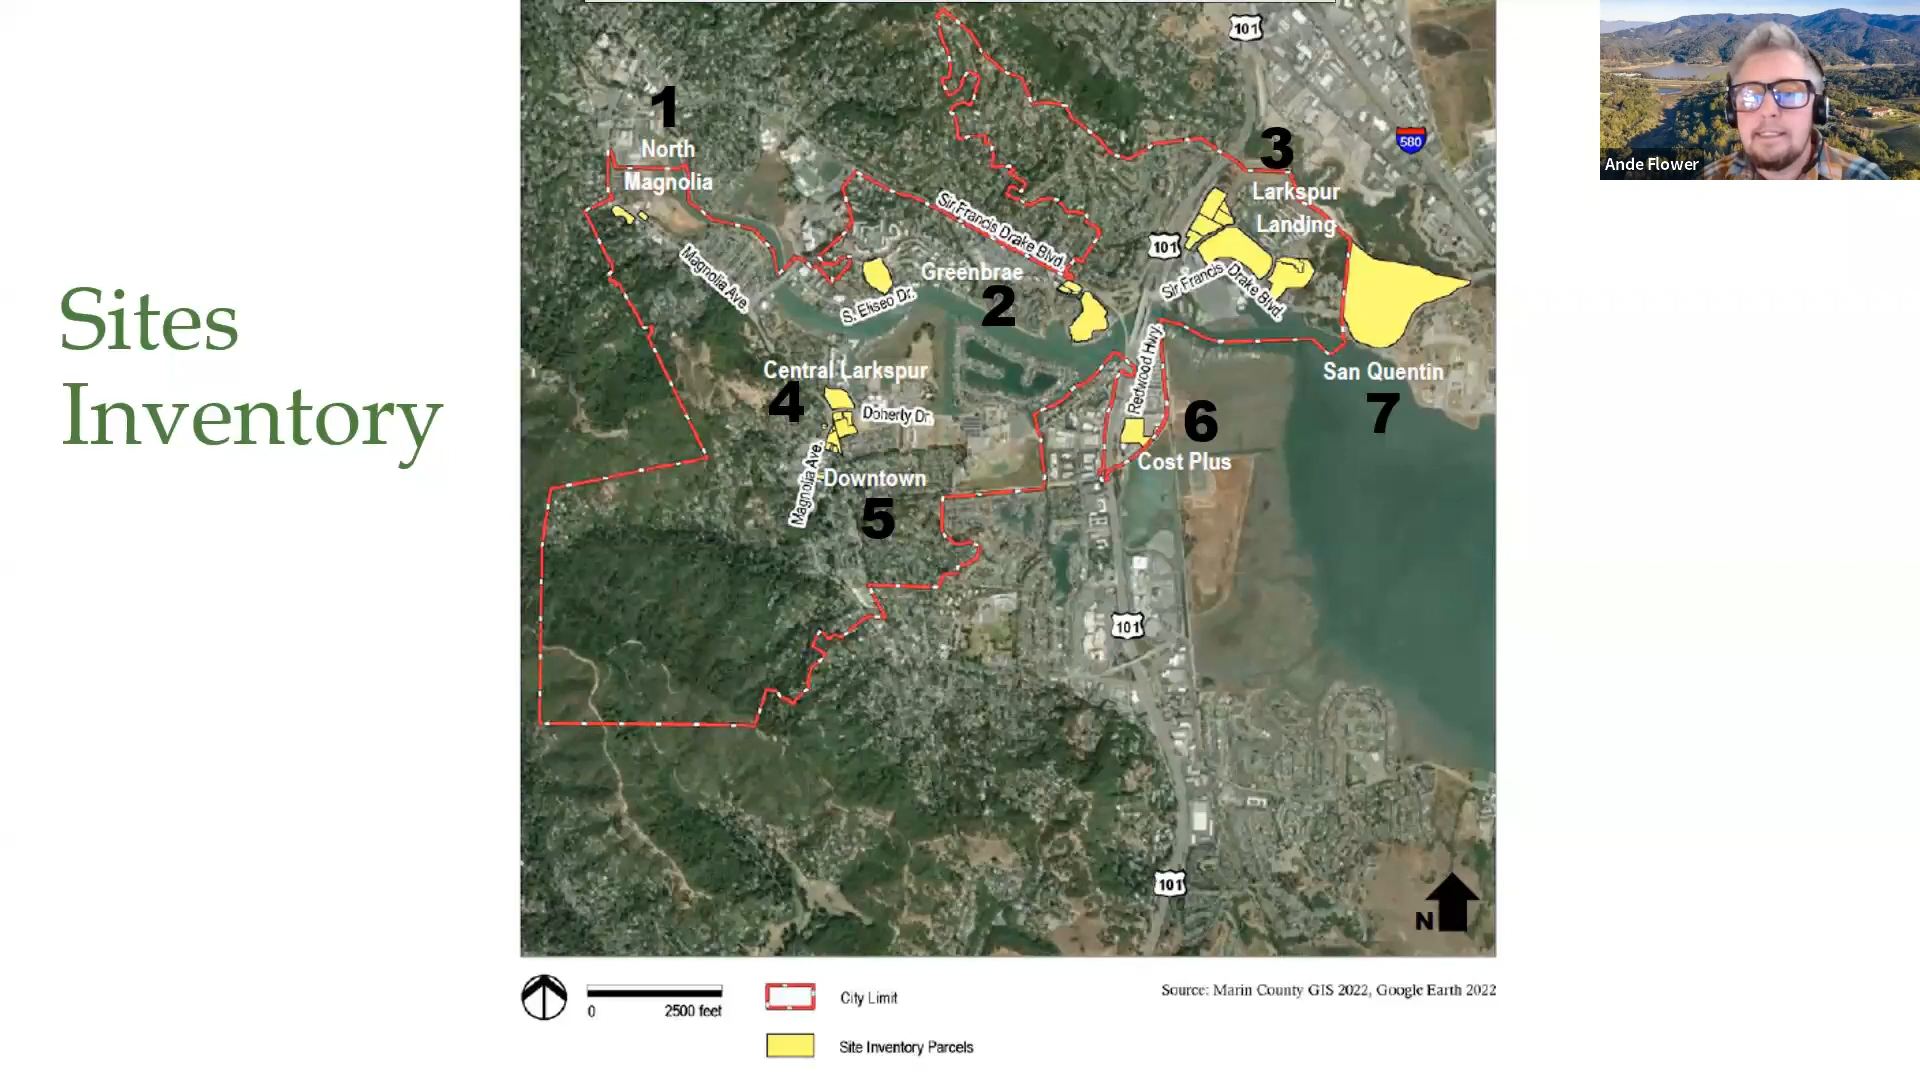 Sites
Inventory
101
1
North
Magnolia
3
580
Larkspur
Landing
Sir Francis Drake Blvd.
101
Magnolia Ave.
Greenbrae
2
S. Eliseo Dr.
Sir Francis Drake Blvd.
Redwood Hwy.
San Quentin
7
Central Larkspur
4
Doherty Dr.
6
Cost Plus
Magnolia Ave.
Downtown
5
101
101
N
0 2500 feet
City Limit
Site Inventory Parcels
Source: Marin County GIS 2022, Google Earth 2022
Ande Flower